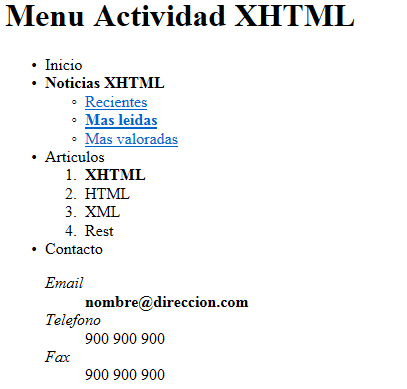 Menu Actividad XHTML
• Inicio
• Noticias XHTML
◦ Recientes
◦ Mas leidas
◦ Mas valoradas
• Articulos
1. XHTML
2. HTML
3. XML
4. Rest
• Contacto
Email
nombre@direccion.com
Telefono
900 900 900
Fax
900 900 900